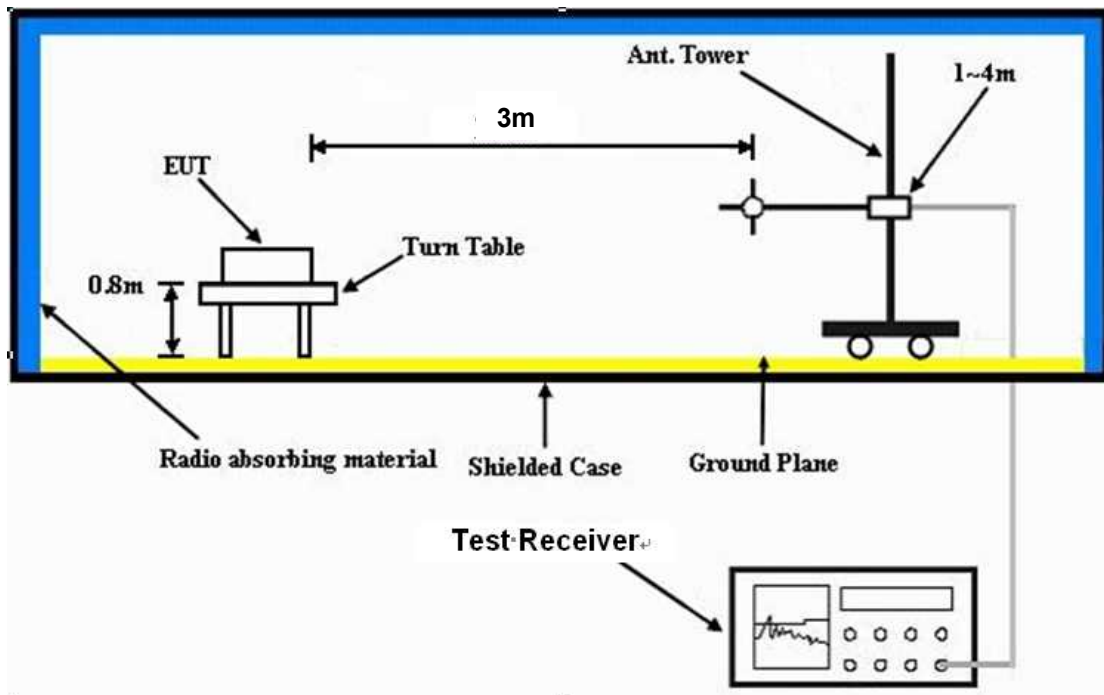 Ant. Tower
1~4m
3m
EUT
Turn Table
0.8m
Radio absorbing material
Shielded Case
Ground Plane
Test Receiver